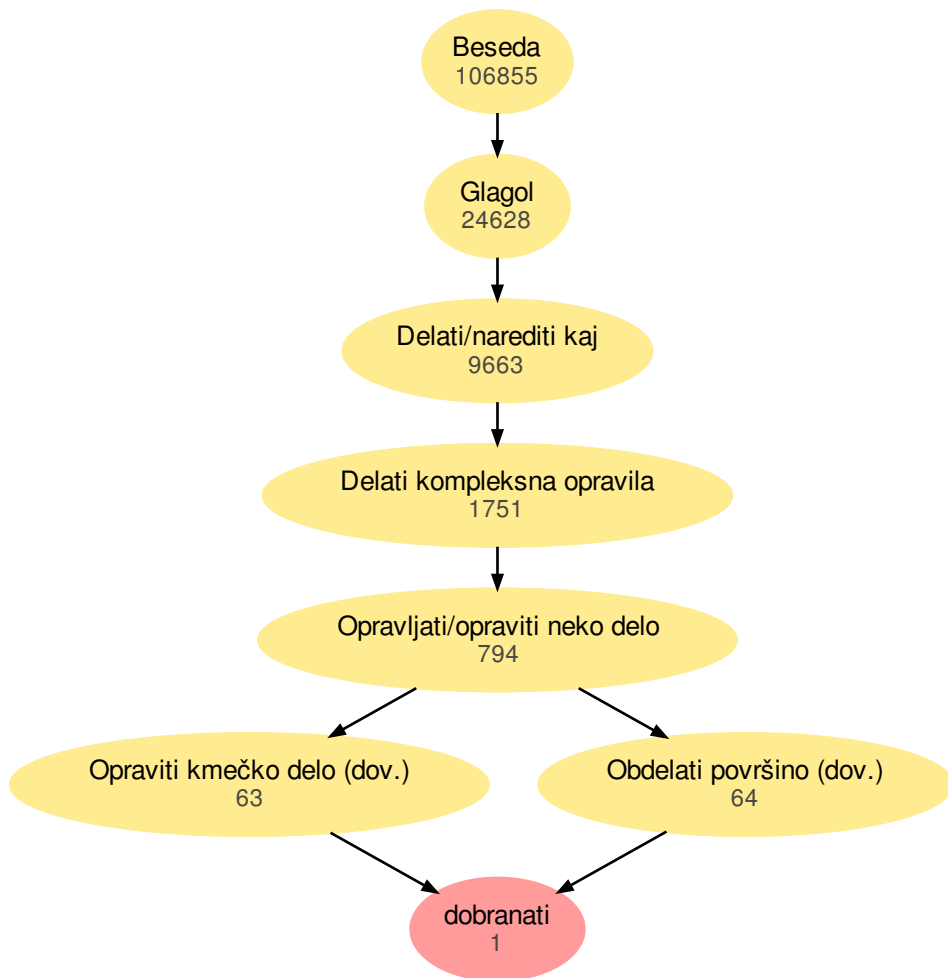 Beseda
106855
Glagol
24628
Delati/narediti kaj
9663
Delati kompleksna opravila
1751
Opravljati/opraviti neko delo
794
Opraviti kmečko delo (dov.)
63
Obdelati površino (dov.)
64
dobranati
1